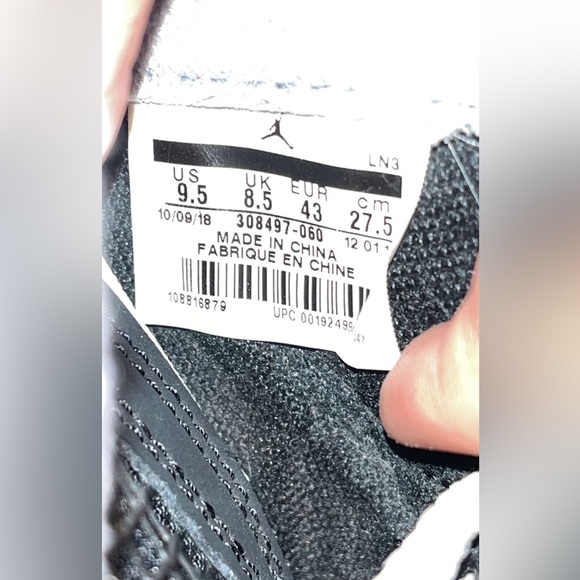 LN3
US UK EUR cm
9.5 8.5 43 27.5
10/09/18 308497-060 12 01
MADE IN CHINA
FABRIQUE EN CHINE
108816879 UPC 00192499